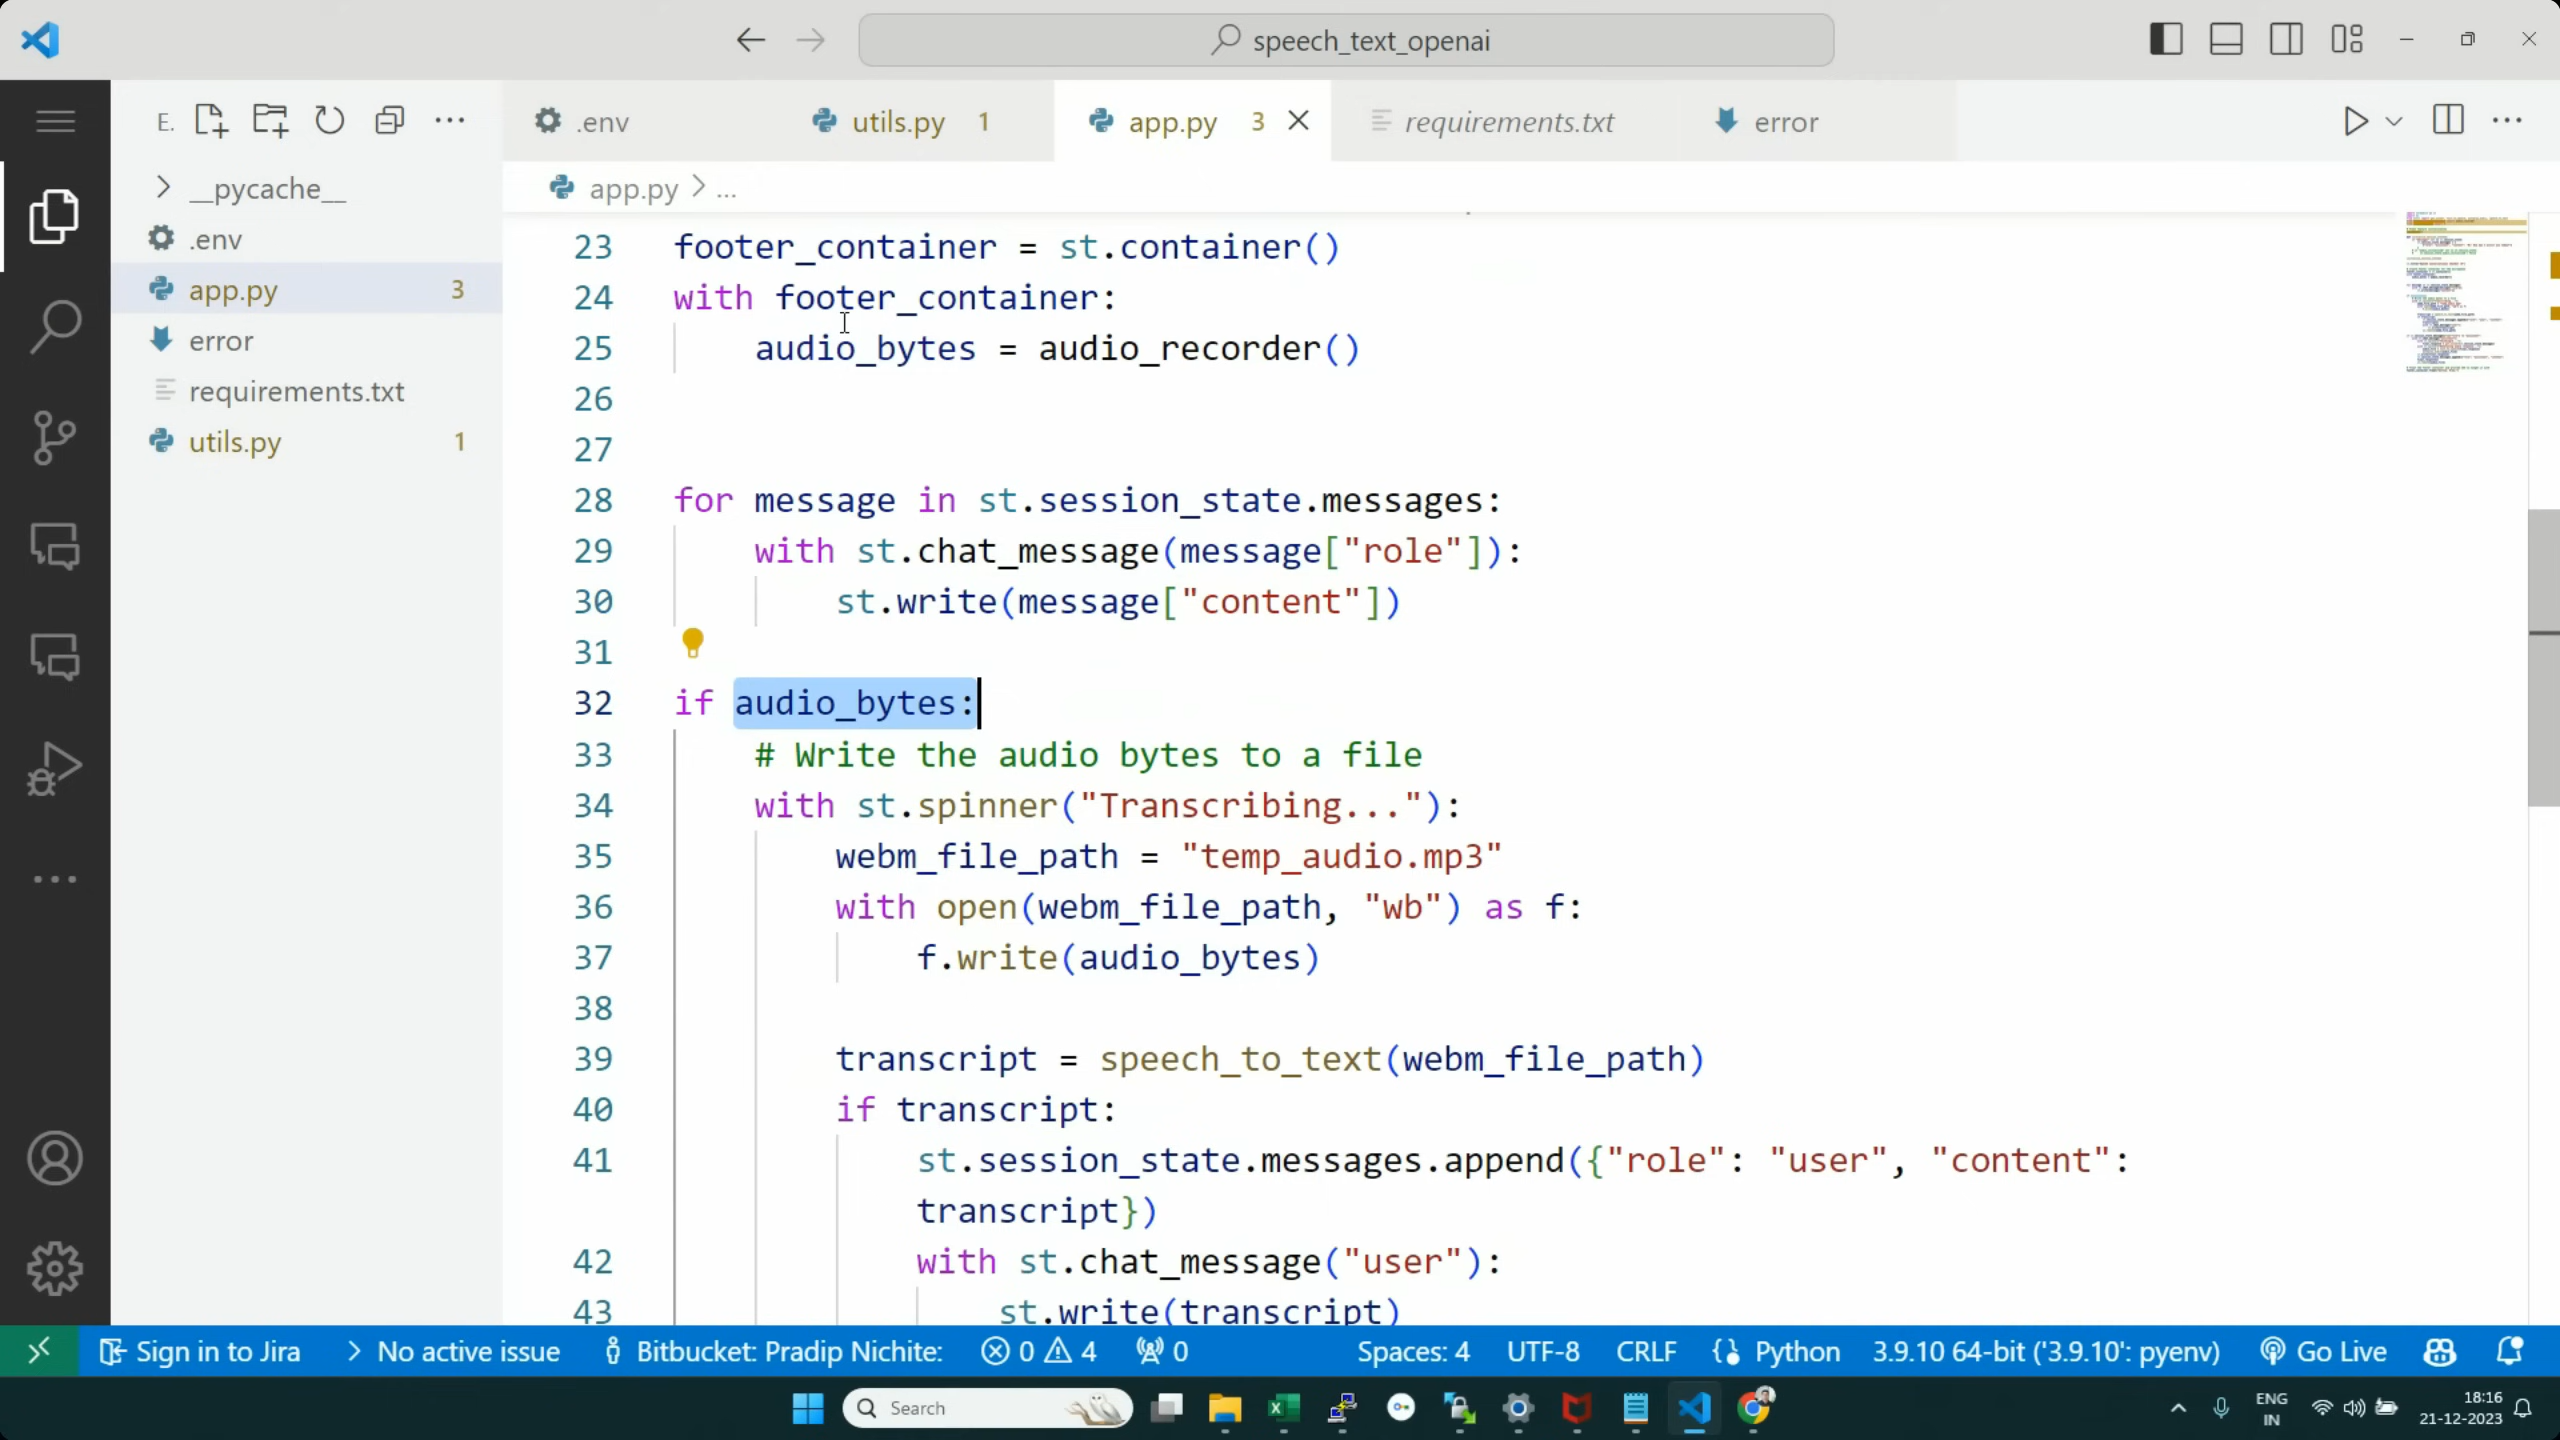 speech_text_openai
E.
.env
utils.py 1
app.py 3
requirements.txt
error
__pycache__
.env
app.py 3
error
requirements.txt
utils.py 1
app.py > ...
23 footer_container = st.container()
24 with footer_container:
25 audio_bytes = audio_recorder()
26
27
28 for message in st.session_state.messages:
29 with st.chat_message(message["role"]):
30 st.write(message["content"])
31
32 if audio_bytes:
33 # Write the audio bytes to a file
34 with st.spinner("Transcribing..."):
35 webm_file_path = "temp_audio.mp3"
36 with open(webm_file_path, "wb") as f:
37 f.write(audio_bytes)
38
39 transcript = speech_to_text(webm_file_path)
40 if transcript:
41 st.session_state.messages.append({"role": "user", "content":
transcript})
42 with st.chat_message("user"):
43 st.write(transcript)
Sign in to Jira No active issue Bitbucket: Pradip Nichite: 0 4 0 Spaces: 4 UTF-8 CRLF Python 3.9.10 64-bit ('3.9.10': pyenv) Go Live
Search
ENG
IN
18:16
21-12-2023